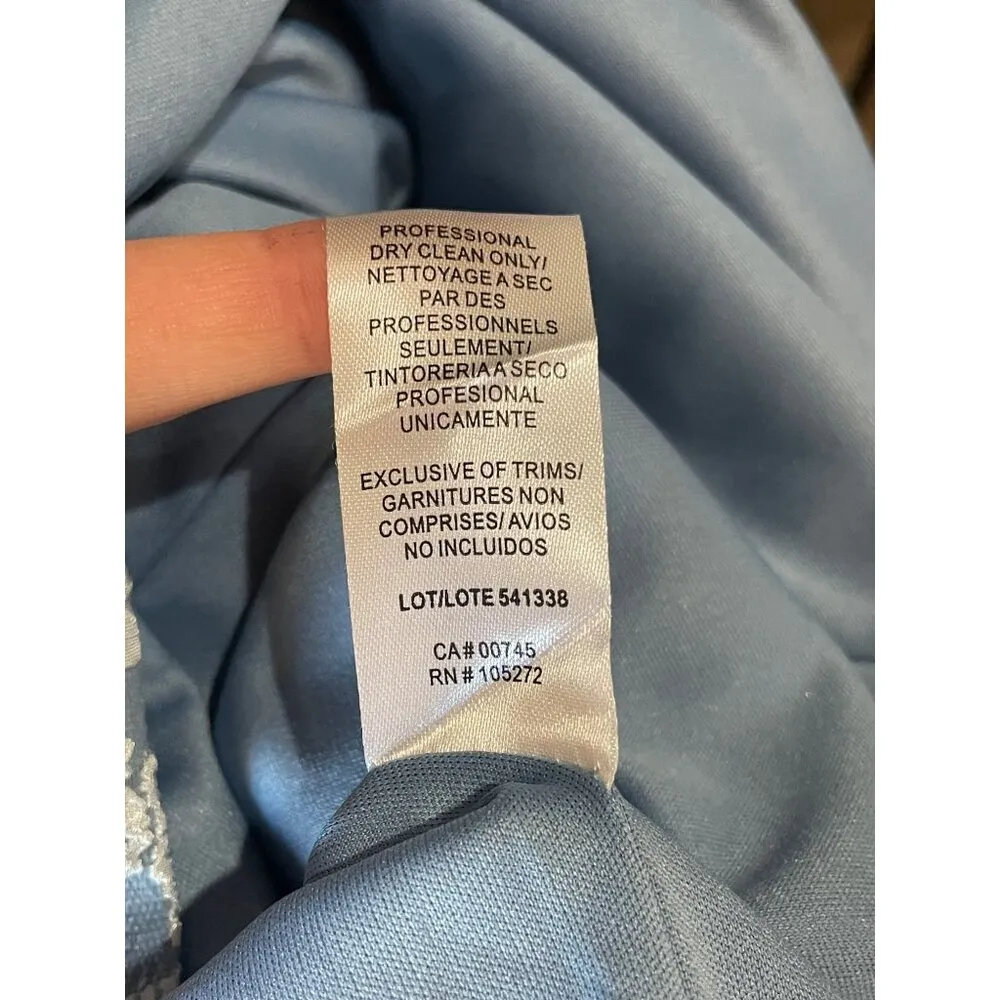 PROFESSIONAL
DRY CLEAN ONLY/
NETTOYAGE A SEC
PAR DES
PROFESSIONNELS
SEULEMENT/
TINTORERIA A SECO
PROFESIONAL
UNICAMENTE
EXCLUSIVE OF TRIMS/
GARNITURES NON
COMPRISES/ AVIOS
NO INCLUIDOS
LOT/LOTE 541338
CA# 00745
RN # 105272